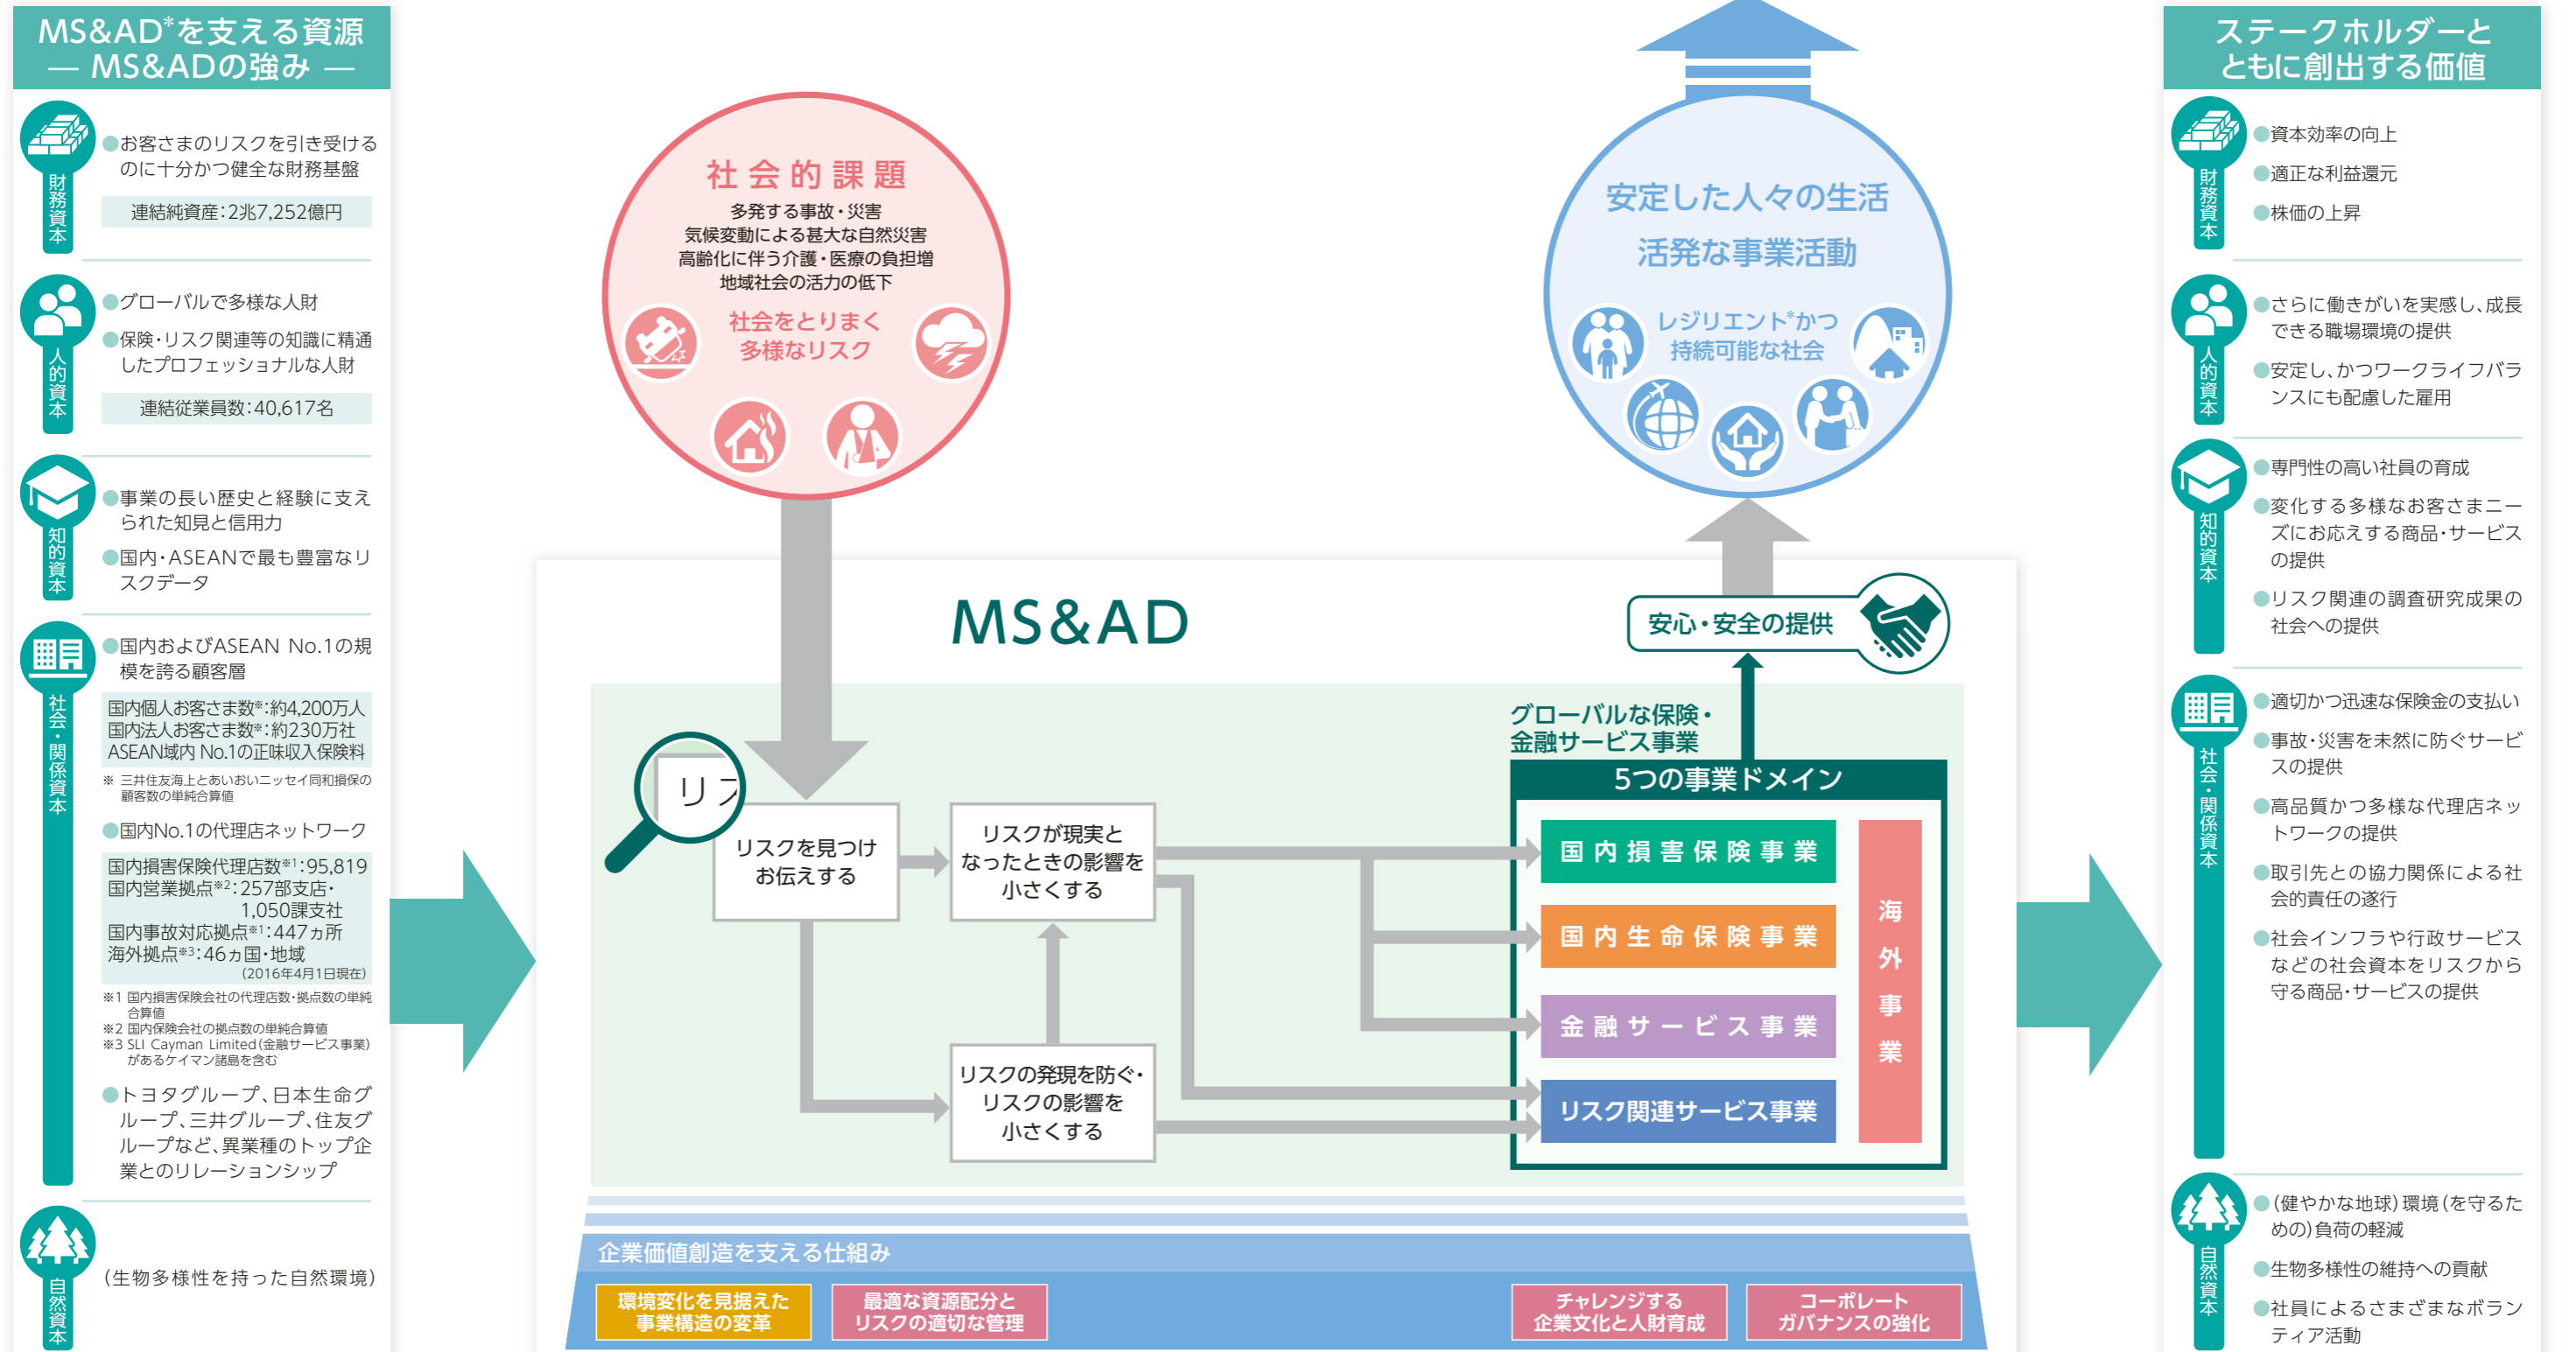 MS&AD*を支える資源
― MS&ADの強み ―
財務資本
●お客さまのリスクを引き受ける
のに十分かつ健全な財務基盤
連結純資産：2兆7,252億円
人的資本
●グローバルで多様な人財
●保険・リスク関連等の知識に精通
したプロフェッショナルな人財
連結従業員数：40,617名
知的資本
●事業の長い歴史と経験に支え
られた知見と信用力
●国内・ASEANで最も豊富なリ
スクデータ
社会・関係資本
●国内およびASEAN No.1の規
模を誇る顧客層
国内個人お客さま数※：約4,200万人
国内法人お客さま数※：約230万社
ASEAN域内 No.1の正味収入保険料
※ 三井住友海上とあいおいニッセイ同和損保の
顧客数の単純合算値
●国内No.1の代理店ネットワーク
国内損害保険代理店数※1：95,819
国内営業拠点※2：257部支店・
1,050課支社
国内事故対応拠点※1：447ヵ所
海外拠点※3：46ヵ国・地域
（2016年4月1日現在）
※1 国内損害保険会社の代理店数・拠点数の単純
合算値
※2 国内保険会社の拠点数の単純合算値
※3 SLI Cayman Limited（金融サービス事業）
があるケイマン諸島を含む
●トヨタグループ、日本生命グ
ループ、三井グループ、住友グ
ループなど、異業種のトップ企
業とのリレーションシップ
自然資本
（生物多様性を持った自然環境）
社会的課題
多発する事故・災害
気候変動による甚大な自然災害
高齢化に伴う介護・医療の負担増
地域社会の活力の低下
社会をとりまく
多様なリスク
安定した人々の生活
活発な事業活動
レジリエント*かつ
持続可能な社会
MS&AD
安心・安全の提供
グローバルな保険・
金融サービス事業
リス
リスクを見つけ
お伝えする
リスクが現実と
なったときの影響を
小さくする
リスクの発現を防ぐ・
リスクの影響を
小さくする
5つの事業ドメイン
国内損害保険事業
国内生命保険事業
金融サービス事業
リスク関連サービス事業
海外事業
企業価値創造を支える仕組み
環境変化を見据えた
事業構造の変革
最適な資源配分と
リスクの適切な管理
チャレンジする
企業文化と人財育成
コーポレート
ガバナンスの強化
ステークホルダーと
ともに創出する価値
財務資本
●資本効率の向上
●適正な利益還元
●株価の上昇
人的資本
●さらに働きがいを実感し、成長
できる職場環境の提供
●安定し、かつワークライフバラ
ンスにも配慮した雇用
知的資本
●専門性の高い社員の育成
●変化する多様なお客さまニー
ズにお応えする商品・サービス
の提供
●リスク関連の調査研究成果の
社会への提供
社会・関係資本
●適切かつ迅速な保険金の支払い
●事故・災害を未然に防ぐサービ
スの提供
●高品質かつ多様な代理店ネッ
トワークの提供
●取引先との協力関係による社
会的責任の遂行
●社会インフラや行政サービス
などの社会資本をリスクから
守る商品・サービスの提供
自然資本
●（健やかな地球）環境（を守るた
めの）負荷の軽減
●生物多様性の維持への貢献
●社員によるさまざまなボラン
ティア活動